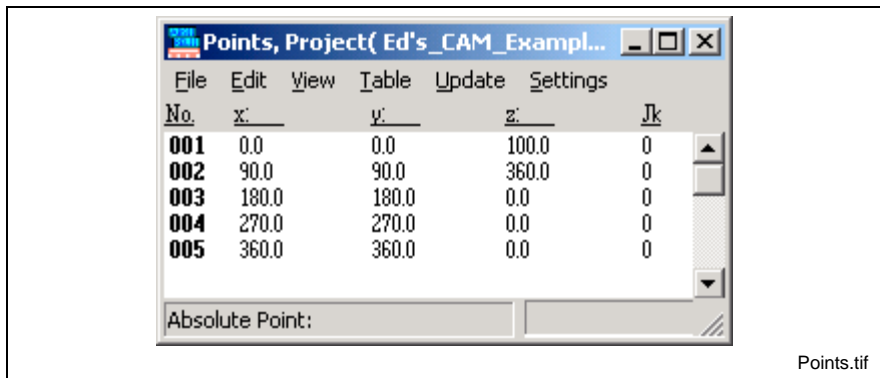 Points, Project( Ed's_CAM_Exampl...
File Edit View Table Update Settings
No. x: y: z: Jk
001 0.0 0.0 100.0 0
002 90.0 90.0 360.0 0
003 180.0 180.0 0.0 0
004 270.0 270.0 0.0 0
005 360.0 360.0 0.0 0
Absolute Point:
Points.tif